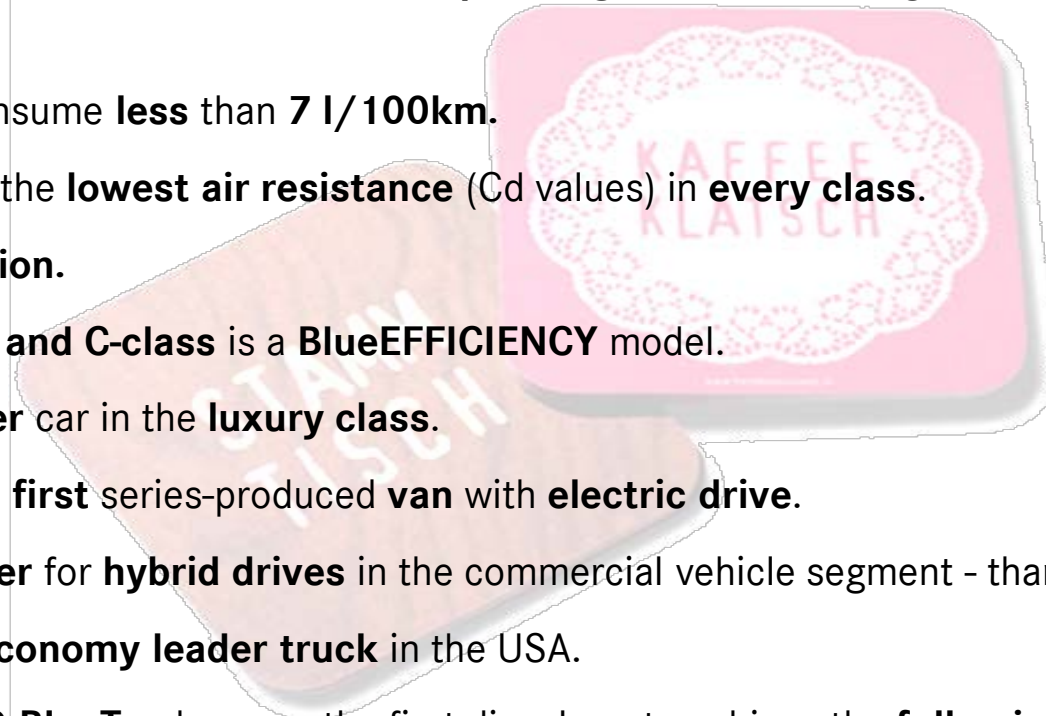 nsume less than 7 l/100km.
the lowest air resistance (Cd values) in every class.
ion.
and C-class is a BlueEFFICIENCY model.
er car in the luxury class.
first series-produced van with electric drive.
er for hybrid drives in the commercial vehicle segment - than
conomy leader truck in the USA.
KAFFEE
KLATSCH
STAMM
TISCH